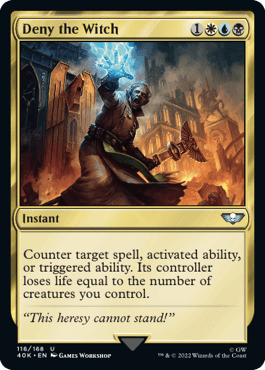 Deny the Witch 1
Instant
Counter target spell, activated ability,
or triggered ability. Its controller
loses life equal to the number of
creatures you control.
“This heresy cannot stand!”
116/168 U © GW
40K • EN Games Workshop ™ & © 2022 Wizards of the Coast